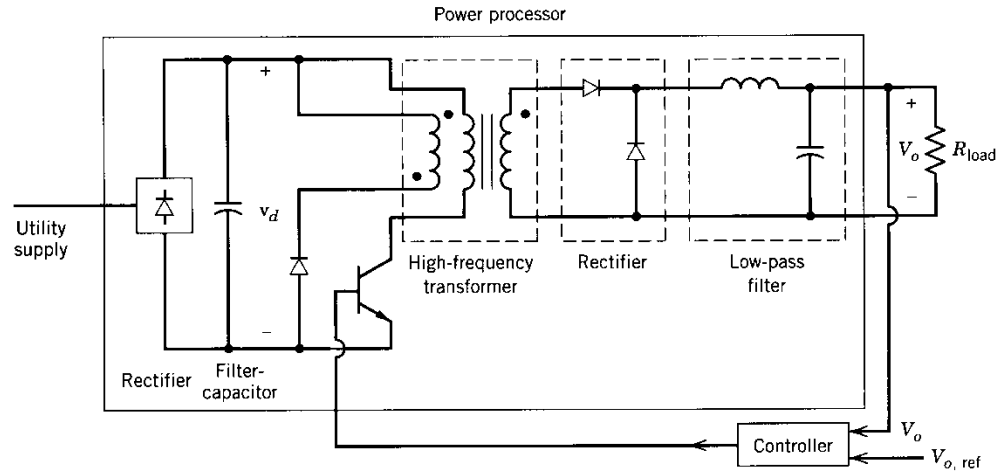 Power processor
+
v_d
−
Utility
supply
Rectifier
Filter-
capacitor
High-frequency
transformer
Rectifier
Low-pass
filter
+
V_o
−
R_load
Controller
V_o
V_o, ref